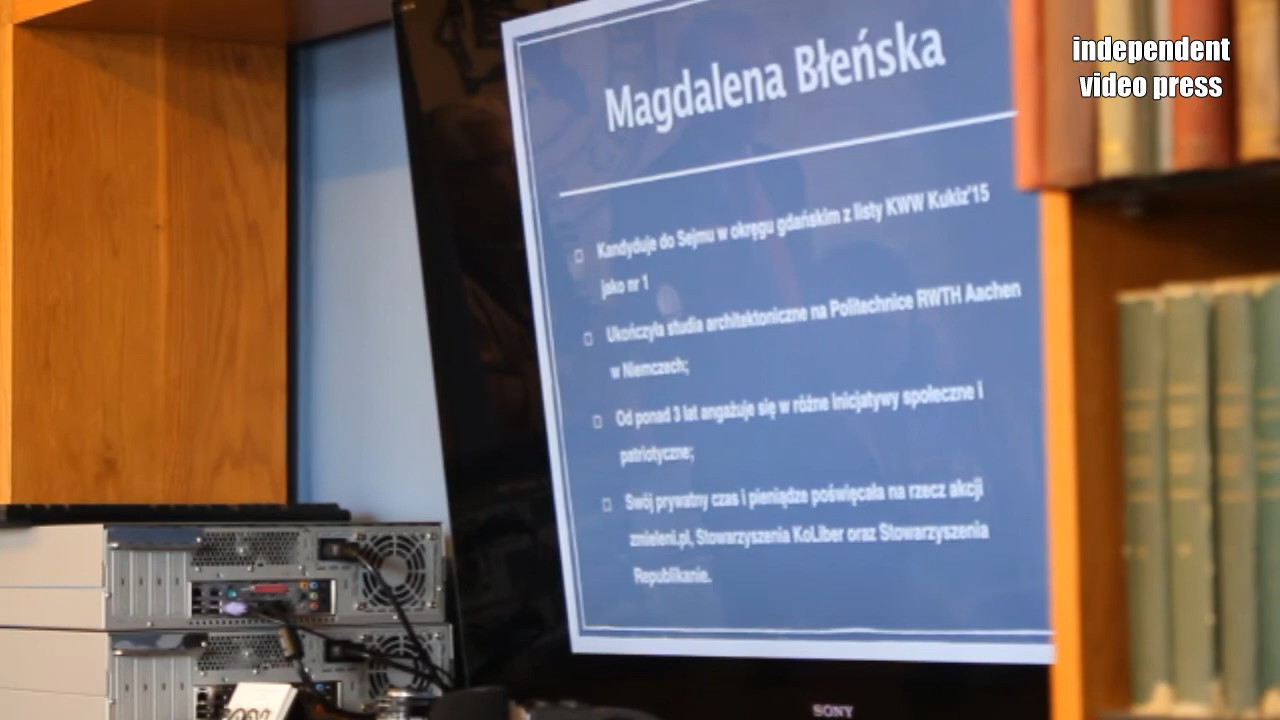 independent
video press
Magdalena Błeńska
Kandyduje do Sejmu w okręgu gdańskim z listy KWW Kukiz'15
jako nr 1
Ukończyła studia architektoniczne na Politechnice RWTH Aachen
w Niemczech;
Od ponad 3 lat angażuje się w różne inicjatywy społeczne i
patriotyczne;
Swój prywatny czas i pieniądze poświęcała na rzecz akcji
zmieleni.pl, Stowarzyszenia KoLiber oraz Stowarzyszenia
Republikanie.
SONY